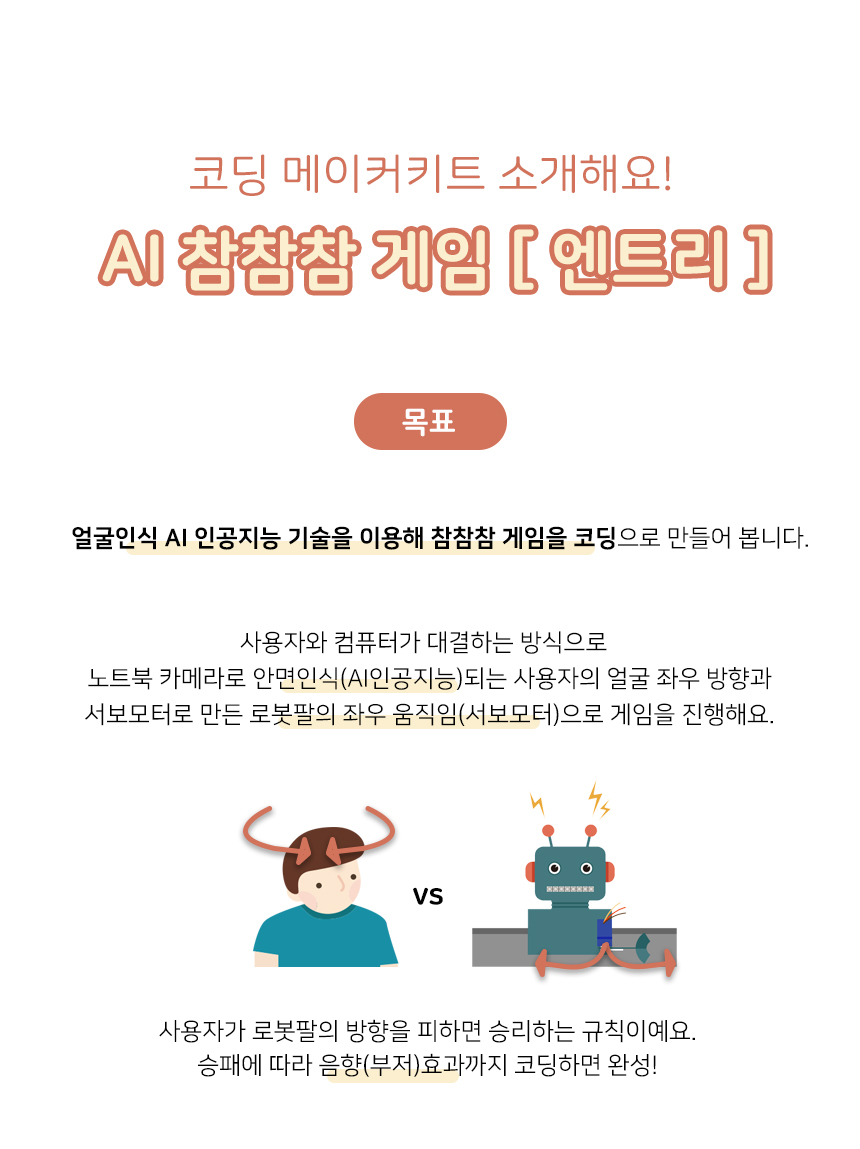 코딩 메이커키트 소개해요!
AI 참참참 게임 [ 엔트리 ]
목표
얼굴인식 AI 인공지능 기술을 이용해 참참참 게임을 코딩으로 만들어 봅니다.
사용자와 컴퓨터가 대결하는 방식으로
노트북 카메라로 안면인식(AI인공지능)되는 사용자의 얼굴 좌우 방향과
서보모터로 만든 로봇팔의 좌우 움직임(서보모터)으로 게임을 진행해요.
vs
사용자가 로봇팔의 방향을 피하면 승리하는 규칙이예요.
승패에 따라 음향(부저)효과까지 코딩하면 완성!